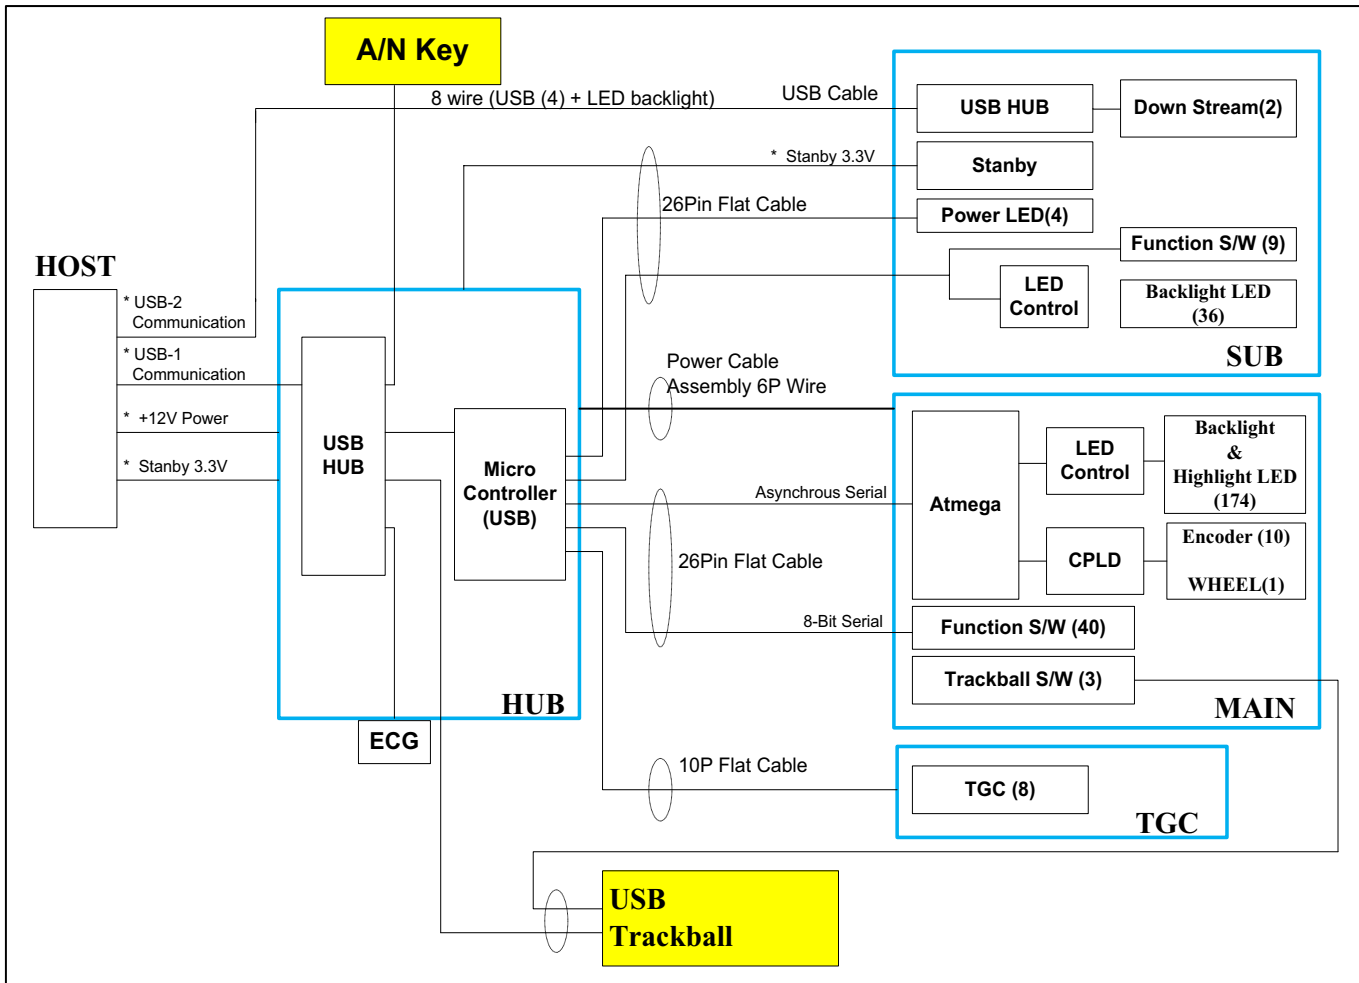 A/N Key
8 wire (USB (4) + LED backlight)
USB Cable
USB HUB
Down Stream(2)
* Stanby 3.3V
Stanby
26Pin Flat Cable
Power LED(4)
Function S/W (9)
LED
Control
Backlight LED
(36)
SUB
HOST
* USB-2
Communication
* USB-1
Communication
* +12V Power
* Stanby 3.3V
USB
HUB
Micro
Controller
(USB)
HUB
ECG
Power Cable
Assembly 6P Wire
Asynchrous Serial
26Pin Flat Cable
8-Bit Serial
Atmega
LED
Control
Backlight
&
Highlight LED
(174)
CPLD
Encoder (10)
WHEEL(1)
Function S/W (40)
Trackball S/W (3)
MAIN
10P Flat Cable
TGC (8)
TGC
USB
Trackball